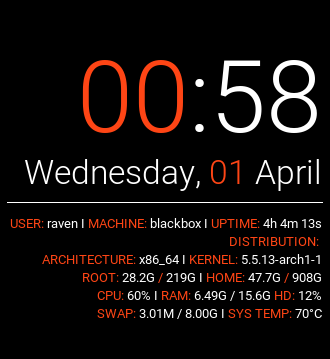 00:58
Wednesday, 01 April
USER: raven I MACHINE: blackbox I UPTIME: 4h 4m 13s
DISTRIBUTION:
ARCHITECTURE: x86_64 I KERNEL: 5.5.13-arch1-1
ROOT: 28.2G / 219G I HOME: 47.7G / 908G
CPU: 60% I RAM: 6.49G / 15.6G HD: 12%
SWAP: 3.01M / 8.00G I SYS TEMP: 70°C